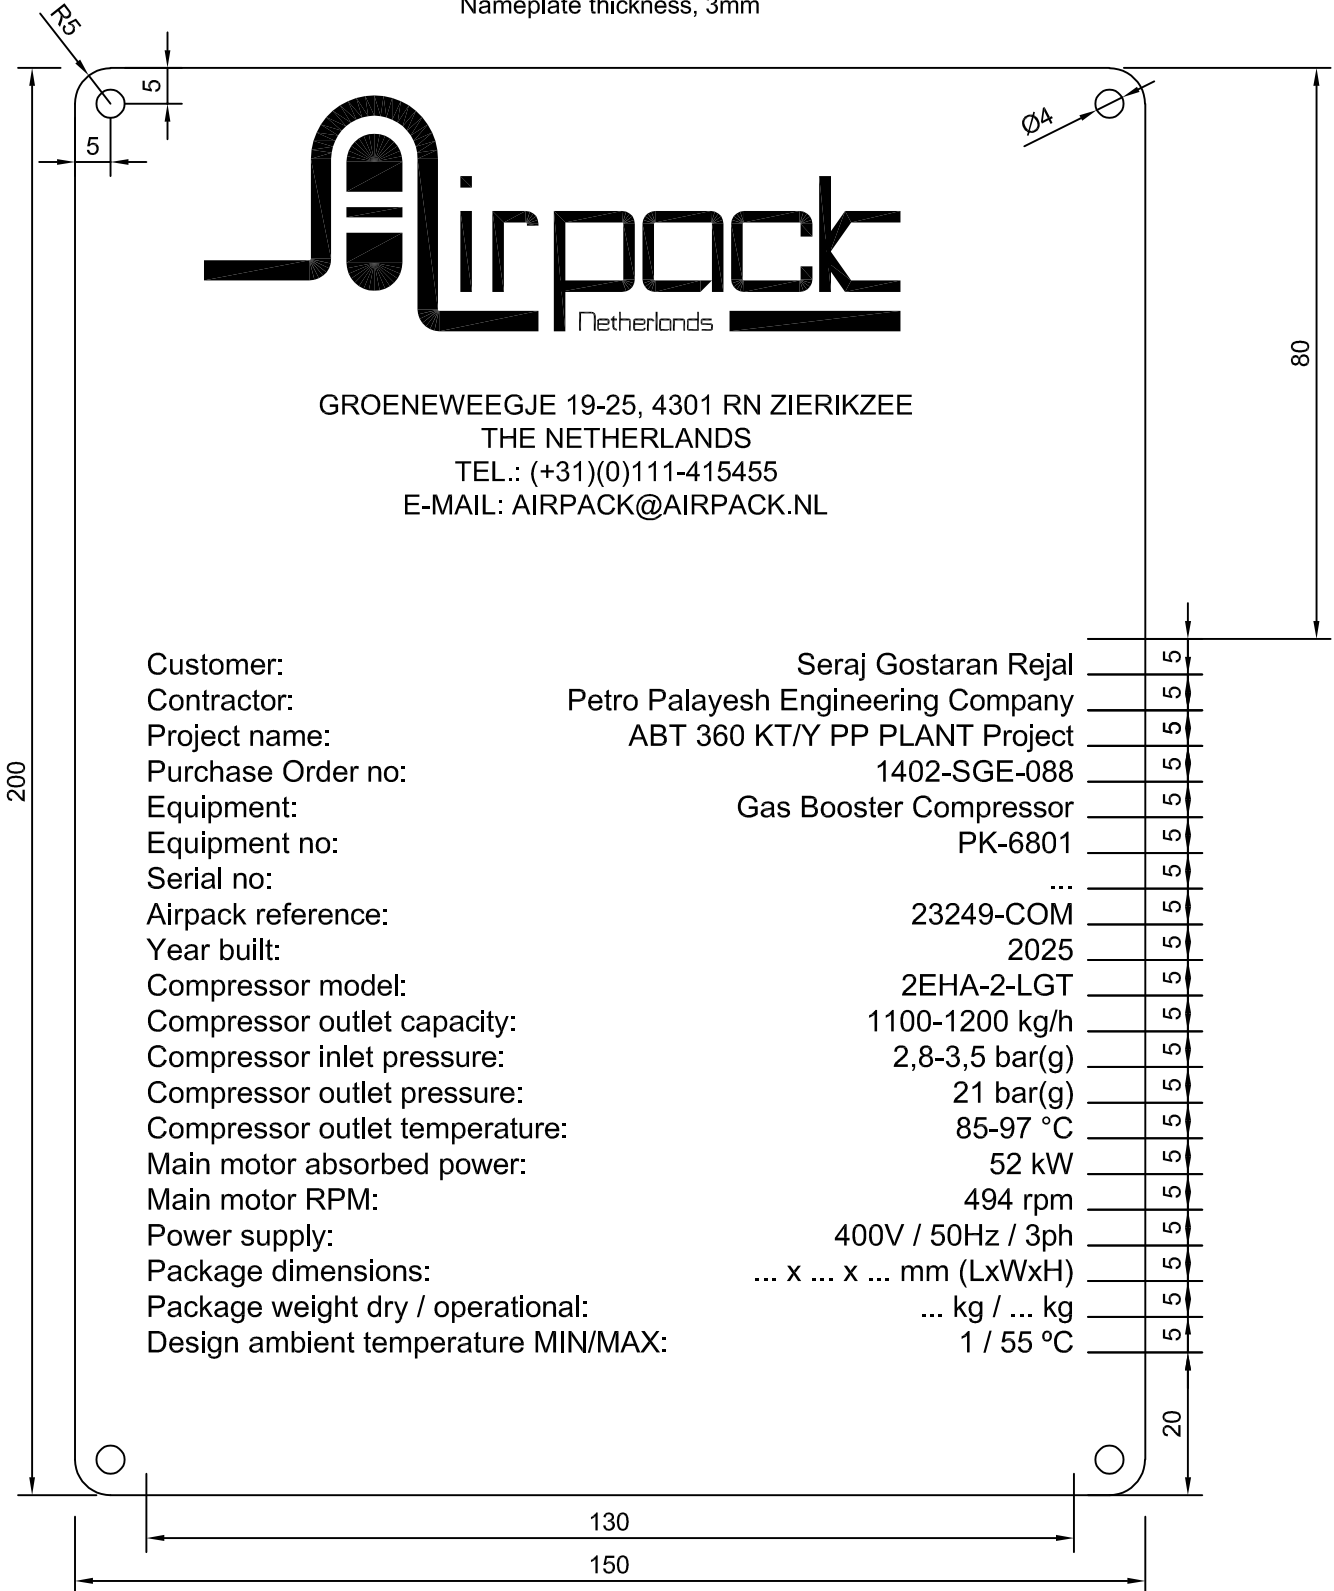 Nameplate thickness, 3mm
R5
5
5
Ø4
Airpack
Netherlands
80
GROENEWEEGJE 19-25, 4301 RN ZIERIKZEE
THE NETHERLANDS
TEL.: (+31)(0)111-415455
E-MAIL: AIRPACK@AIRPACK.NL
200
Customer: Seraj Gostaran Rejal 5
Contractor: Petro Palayesh Engineering Company 5
Project name: ABT 360 KT/Y PP PLANT Project 5
Purchase Order no: 1402-SGE-088 5
Equipment: Gas Booster Compressor 5
Equipment no: PK-6801 5
Serial no: ... 5
Airpack reference: 23249-COM 5
Year built: 2025 5
Compressor model: 2EHA-2-LGT 5
Compressor outlet capacity: 1100-1200 kg/h 5
Compressor inlet pressure: 2,8-3,5 bar(g) 5
Compressor outlet pressure: 21 bar(g) 5
Compressor outlet temperature: 85-97 °C 5
Main motor absorbed power: 52 kW 5
Main motor RPM: 494 rpm 5
Power supply: 400V / 50Hz / 3ph 5
Package dimensions: ... x ... x ... mm (LxWxH) 5
Package weight dry / operational: ... kg / ... kg 5
Design ambient temperature MIN/MAX: 1 / 55 ºC 5
20
130
150